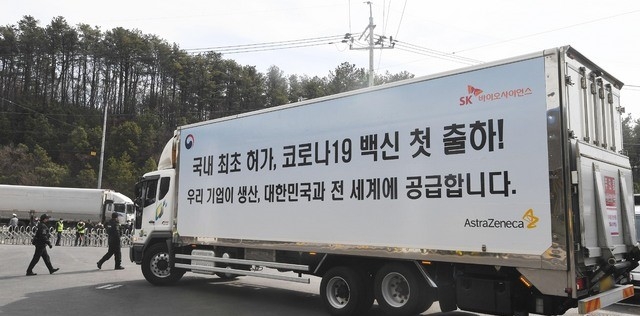 SK바이오사이언스
국내 최초 허가, 코로나19 백신 첫 출하!
우리 기업이 생산, 대한민국과 전 세계에 공급합니다.
AstraZeneca